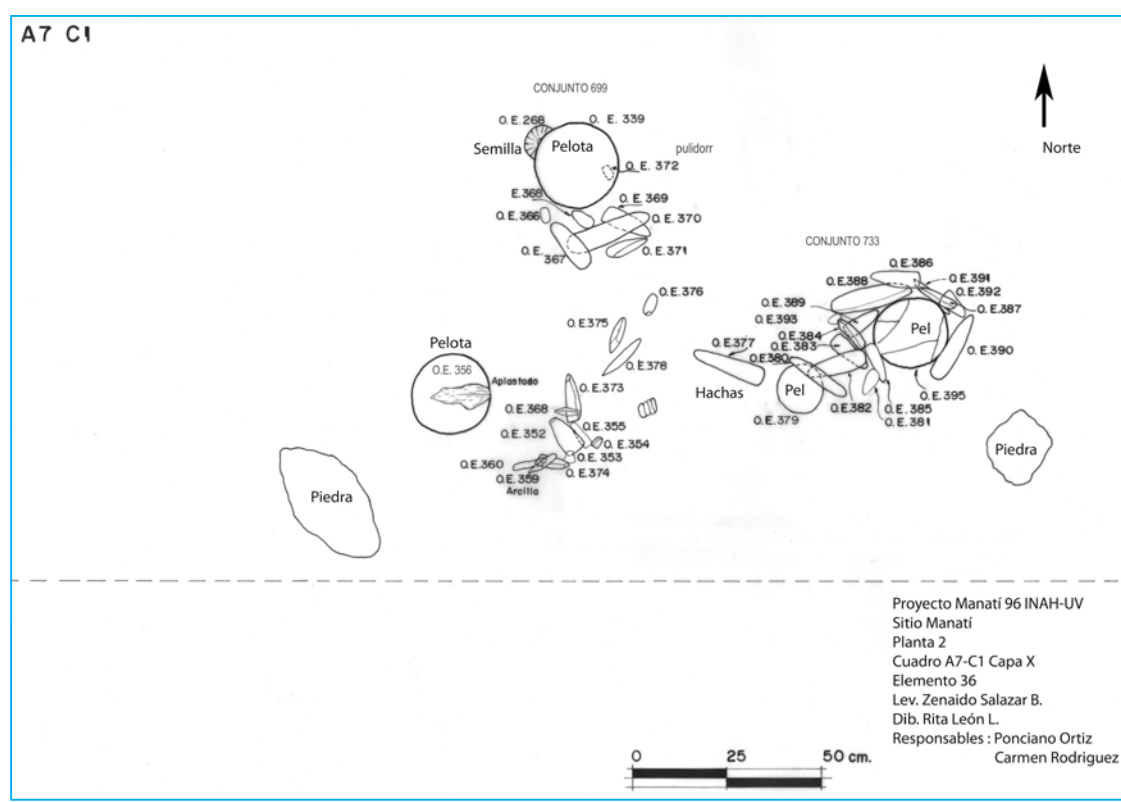 A7 C1
CONJUNTO 699
O.E.268
O. E. 339
Semilla
Pelota
pulidorr
O.E. 372
Norte
E.368
O.E. 369
O.E.366
O.E. 370
O.E. 367
O.E.371
CONJUNTO 733
O.E.386
O.E.388
O.E.391
O.E.392
O.E.376
O.E.389
O.E.387
O.E.393
O.E.375
O.E.384
Pel
Pelota
O.E.377
O.E.383
O.E.390
O.E.378
O.E.380
O.E. 356
Aplastado
O.E.373
Hachas
Pel
O.E.395
O.E.368
O.E.382
O.E.385
O.E.379
O.E.381
O.E.352
O.E.355
O.E.354
O.E.353
O.E.360
O.E.359
O.E.374
Arcilla
Piedra
Piedra
Proyecto Manatí 96 INAH-UV
Sitio Manatí
Planta 2
Cuadro A7-C1 Capa X
Elemento 36
Lev. Zenaido Salazar B.
Dib. Rita León L.
Responsables : Ponciano Ortiz
Carmen Rodriguez
0 25 50 cm.